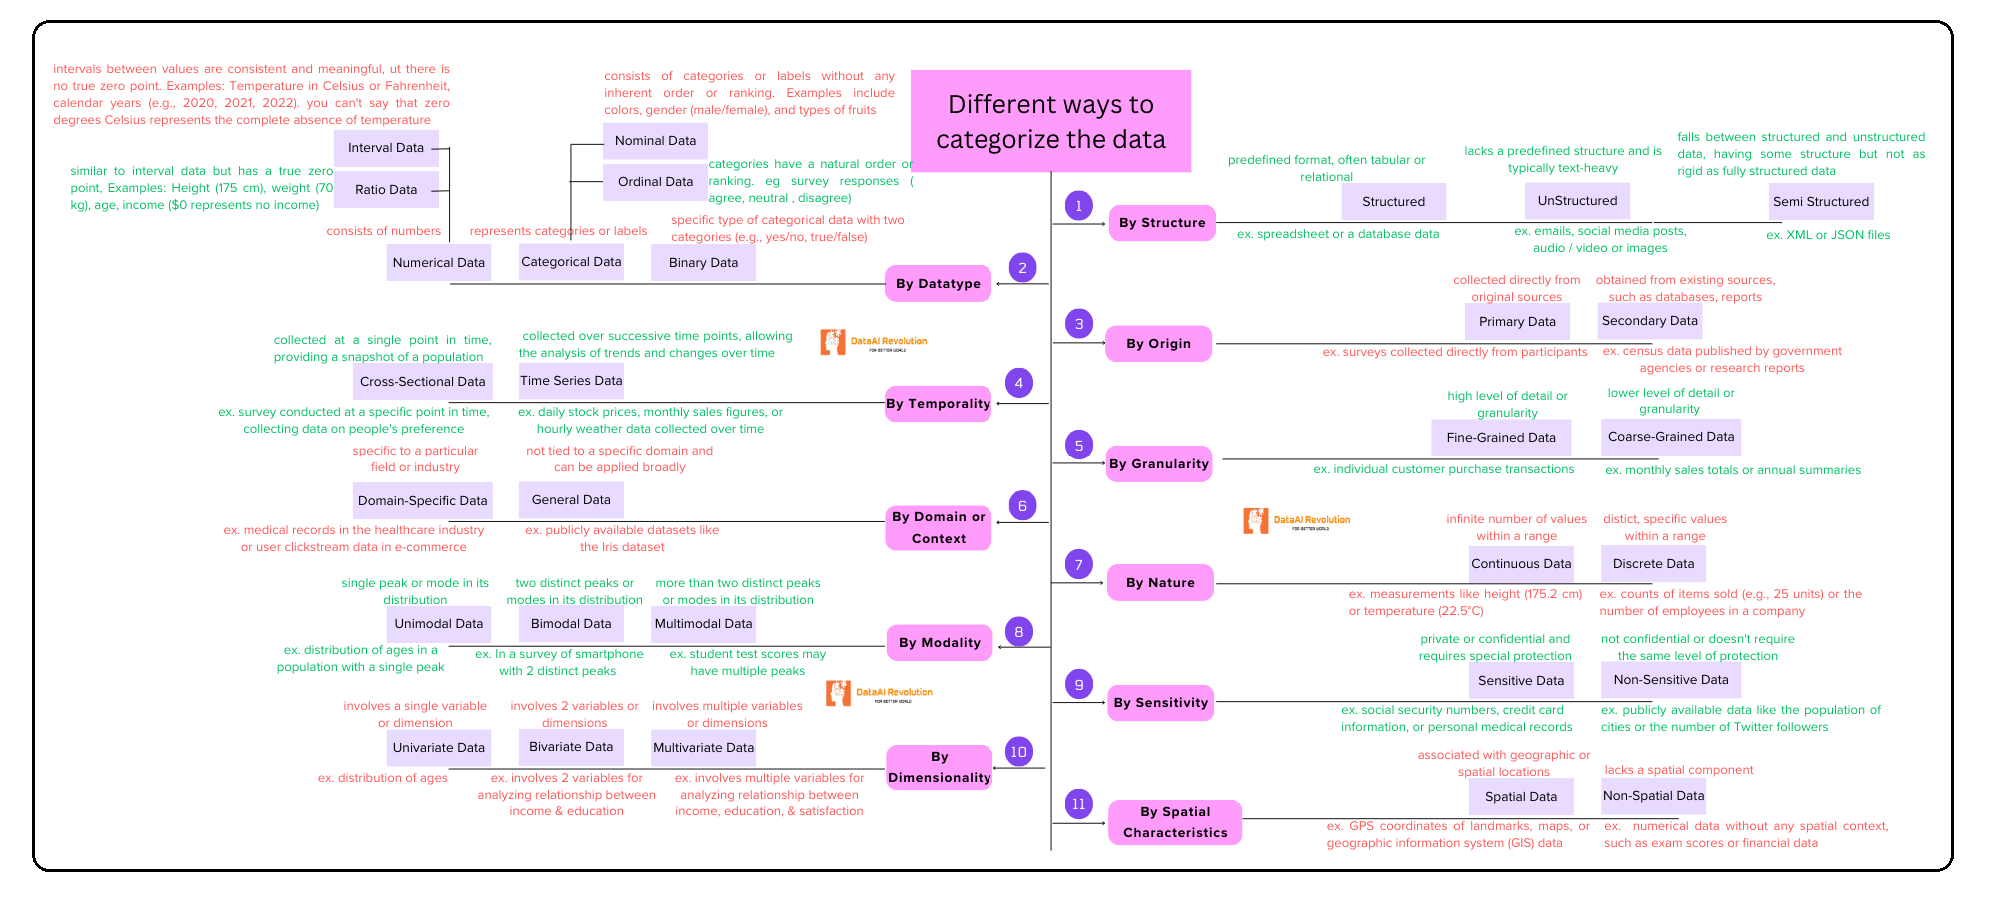 Different ways to
categorize the data
1
By Structure
predefined format, often tabular or
relational
Structured
ex. spreadsheet or a database data
lacks a predefined structure and is
typically text-heavy
UnStructured
ex. emails, social media posts,
audio / video or images
falls between structured and unstructured
data, having some structure but not as
rigid as fully structured data
Semi Structured
ex. XML or JSON files
2
By Datatype
consists of numbers
Numerical Data
intervals between values are consistent and meaningful, ut there is
no true zero point. Examples: Temperature in Celsius or Fahrenheit,
calendar years (e.g., 2020, 2021, 2022). you can't say that zero
degrees Celsius represents the complete absence of temperature
Interval Data
similar to interval data but has a true zero
point, Examples: Height (175 cm), weight (70
kg), age, income ($0 represents no income)
Ratio Data
represents categories or labels
Categorical Data
consists of categories or labels without any
inherent order or ranking. Examples include
colors, gender (male/female), and types of fruits
Nominal Data
categories have a natural order or
ranking. eg survey responses (
agree, neutral , disagree)
Ordinal Data
specific type of categorical data with two
categories (e.g., yes/no, true/false)
Binary Data
3
By Origin
collected directly from
original sources
Primary Data
ex. surveys collected directly from participants
obtained from existing sources,
such as databases, reports
Secondary Data
ex. census data published by government
agencies or research reports
DataAI Revolution
FOR BETTER WORLD
4
By Temporality
collected at a single point in time,
providing a snapshot of a population
Cross-Sectional Data
ex. survey conducted at a specific point in time,
collecting data on people's preference
collected over successive time points, allowing
the analysis of trends and changes over time
Time Series Data
ex. daily stock prices, monthly sales figures, or
hourly weather data collected over time
5
By Granularity
high level of detail or
granularity
Fine-Grained Data
ex. individual customer purchase transactions
lower level of detail or
granularity
Coarse-Grained Data
ex. monthly sales totals or annual summaries
6
By Domain or
Context
specific to a particular
field or industry
Domain-Specific Data
ex. medical records in the healthcare industry
or user clickstream data in e-commerce
not tied to a specific domain and
can be applied broadly
General Data
ex. publicly available datasets like
the Iris dataset
DataAI Revolution
FOR BETTER WORLD
7
By Nature
infinite number of values
within a range
Continuous Data
ex. measurements like height (175.2 cm)
or temperature (22.5°C)
distict, specific values
within a range
Discrete Data
ex. counts of items sold (e.g., 25 units) or the
number of employees in a company
8
By Modality
single peak or mode in its
distribution
Unimodal Data
ex. distribution of ages in a
population with a single peak
two distinct peaks or
modes in its distribution
Bimodal Data
ex. In a survey of smartphone
with 2 distinct peaks
more than two distinct peaks
or modes in its distribution
Multimodal Data
ex. student test scores may
have multiple peaks
DataAI Revolution
FOR BETTER WORLD
9
By Sensitivity
private or confidential and
requires special protection
Sensitive Data
ex. social security numbers, credit card
information, or personal medical records
not confidential or doesn't require
the same level of protection
Non-Sensitive Data
ex. publicly available data like the population of
cities or the number of Twitter followers
10
By
Dimensionality
involves a single variable
or dimension
Univariate Data
ex. distribution of ages
involves 2 variables or
dimensions
Bivariate Data
ex. involves 2 variables for
analyzing relationship between
income & education
involves multiple variables
or dimensions
Multivariate Data
ex. involves multiple variables for
analyzing relationship between
income, education, & satisfaction
11
By Spatial
Characteristics
associated with geographic or
spatial locations
Spatial Data
ex. GPS coordinates of landmarks, maps, or
geographic information system (GIS) data
lacks a spatial component
Non-Spatial Data
ex. numerical data without any spatial context,
such as exam scores or financial data